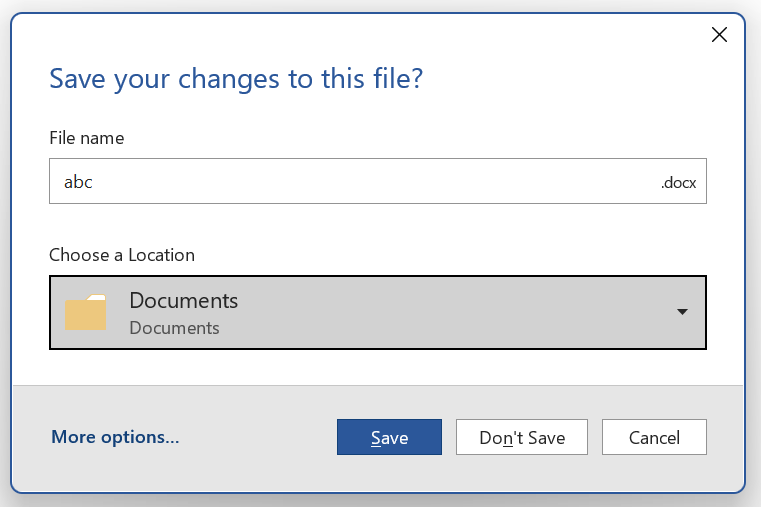 Save your changes to this file?
File name
abc .docx
Choose a Location
Documents
Documents
More options... Save Don't Save Cancel